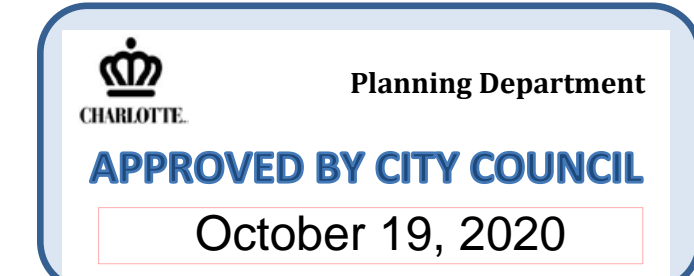 Planning Department
CHARLOTTE.
APPROVED BY CITY COUNCIL
October 19, 2020